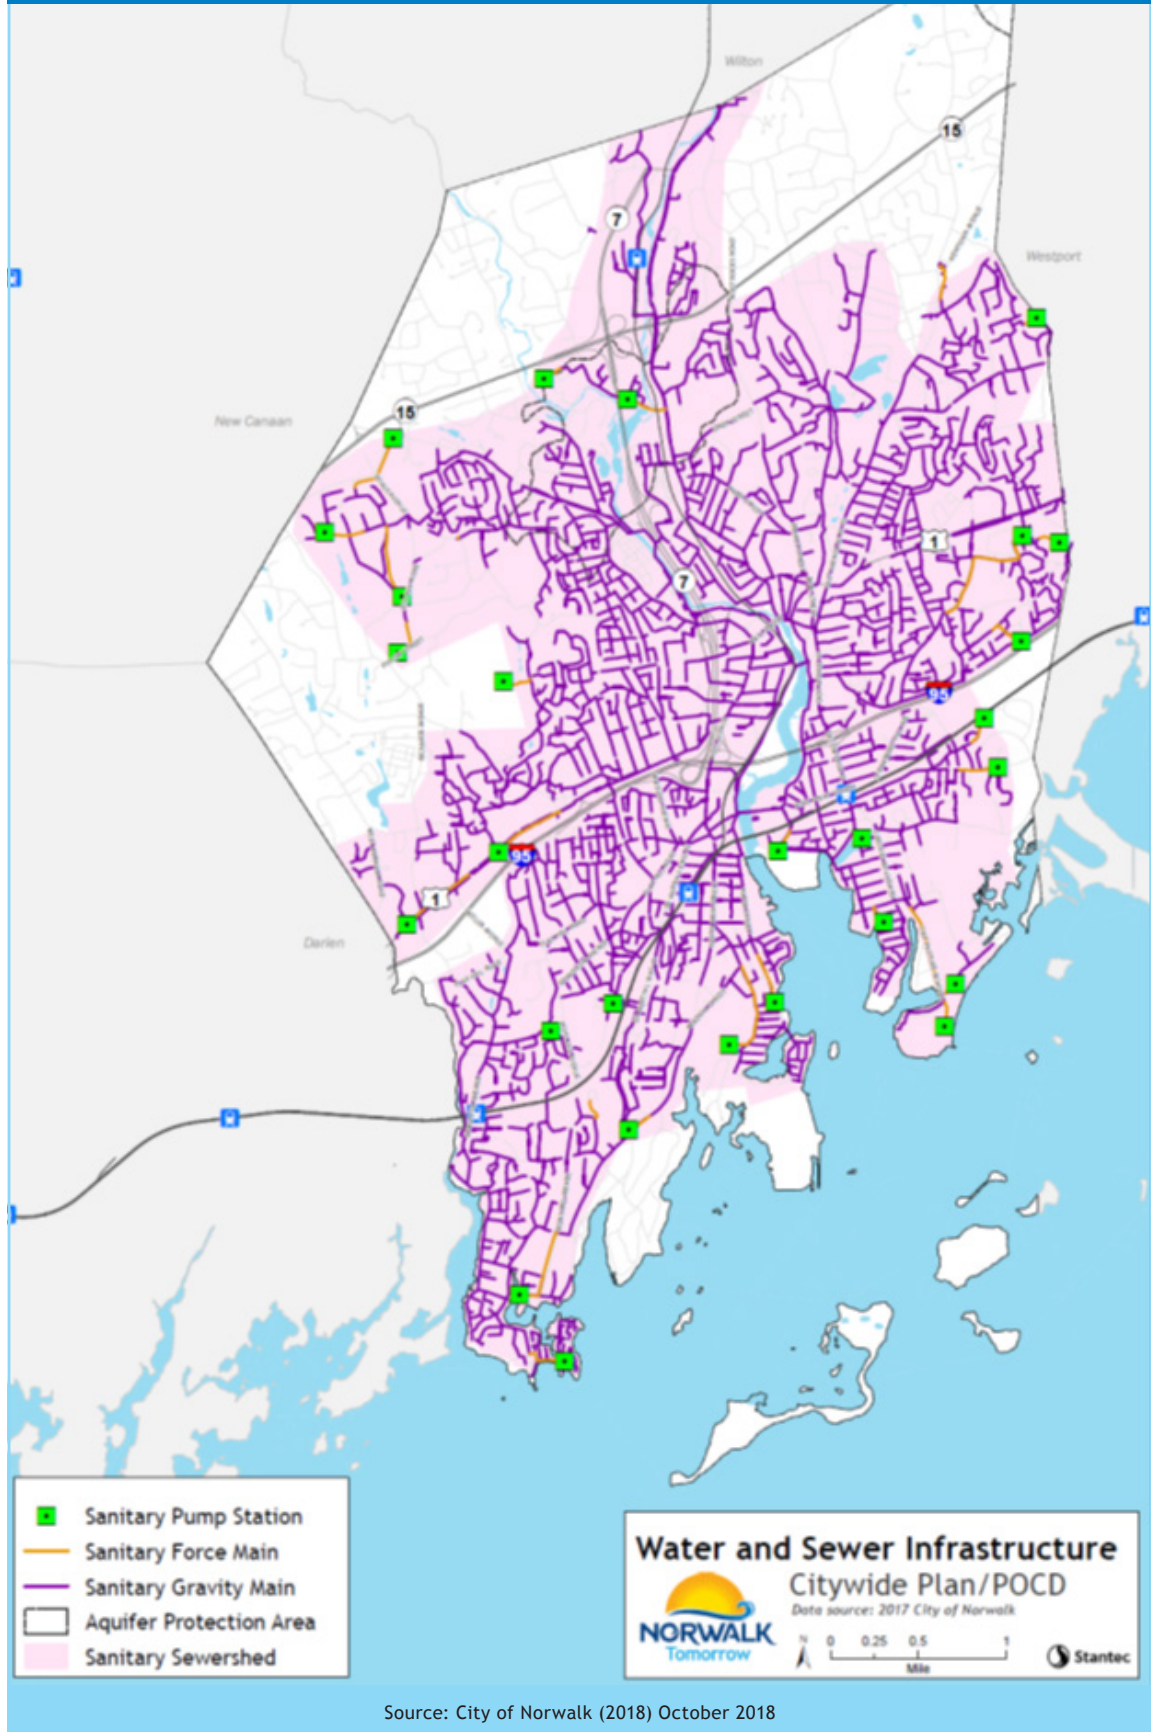 Wilton
15
7
Westport
New Canaan
15
1
7
95
95
1
Darien
Sanitary Pump Station
Sanitary Force Main
Sanitary Gravity Main
Aquifer Protection Area
Sanitary Sewershed
Water and Sewer Infrastructure
Citywide Plan/POCD
Data source: 2017 City of Norwalk
NORWALK
Tomorrow
N
0 0.25 0.5 1
Mile
Stantec
Source: City of Norwalk (2018) October 2018